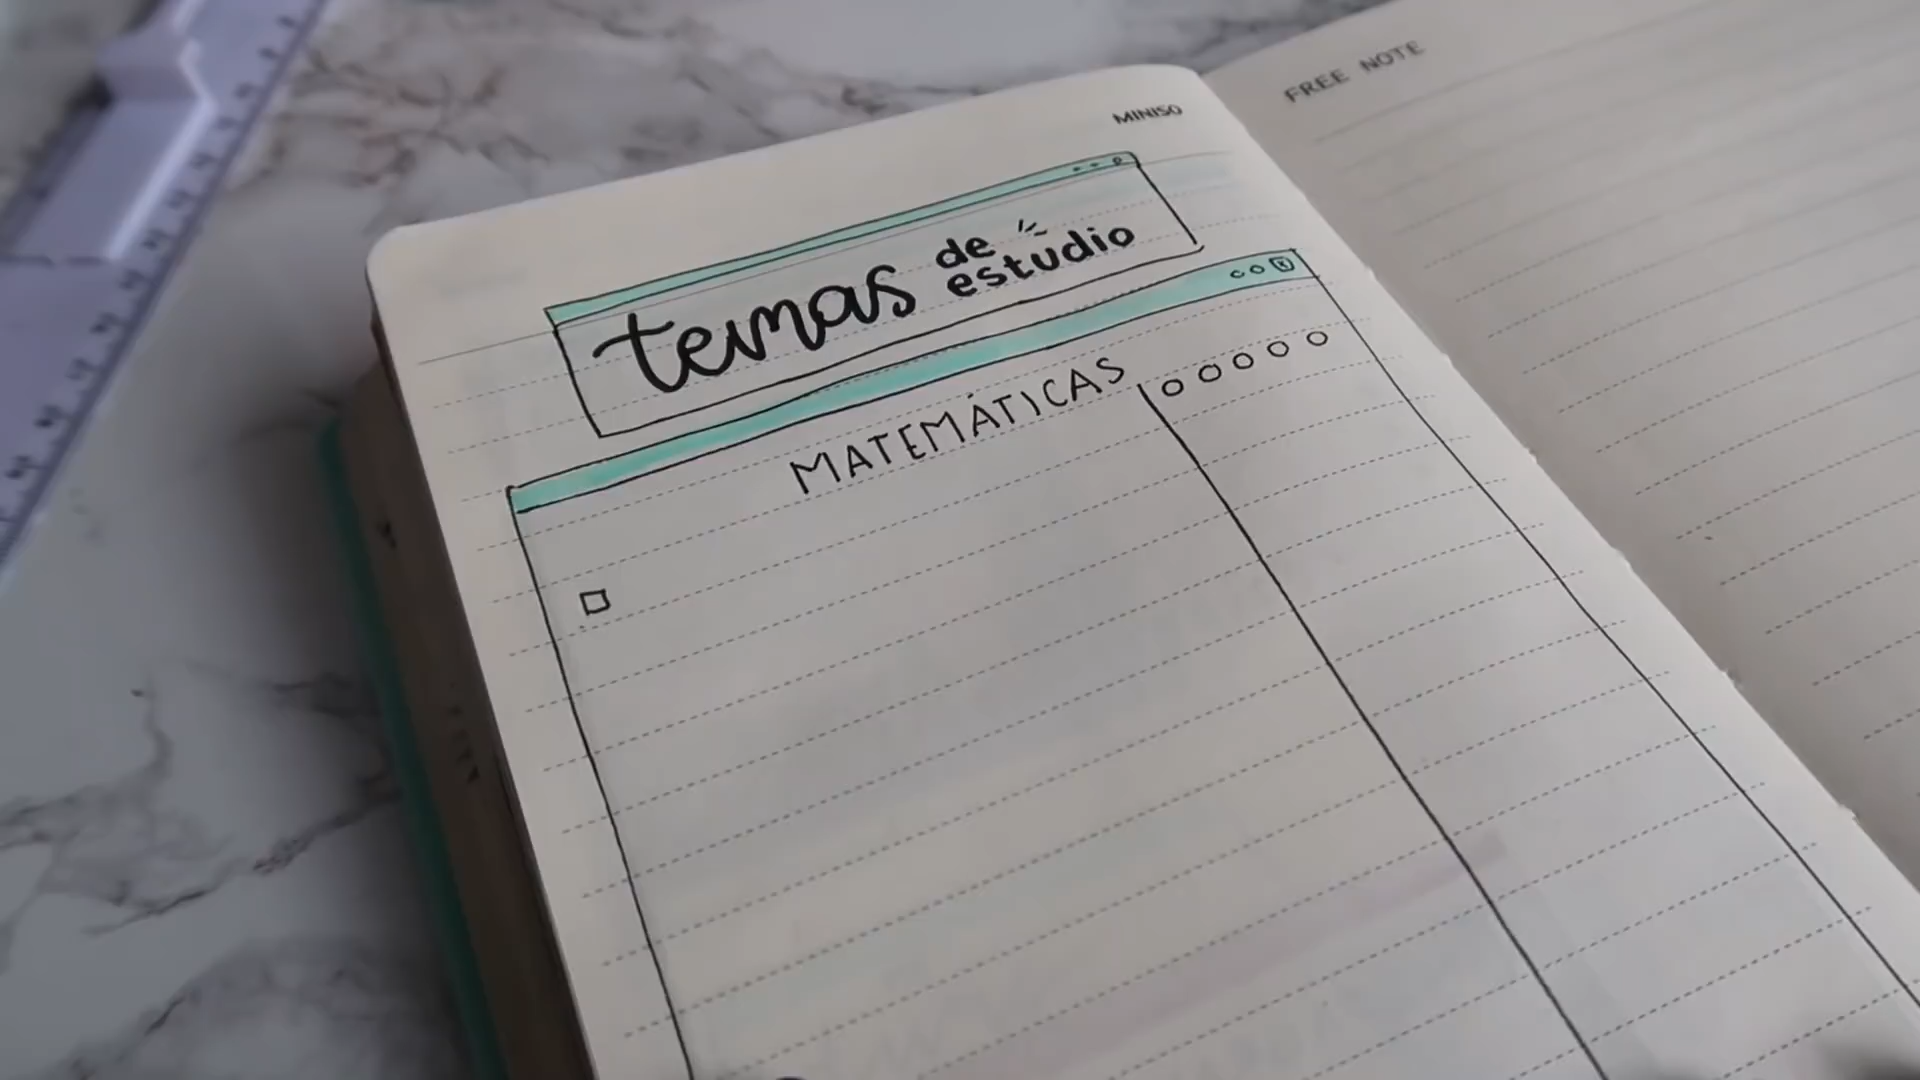 MINISO
FREE NOTE
temas de
estudio
MATEMÁTICAS